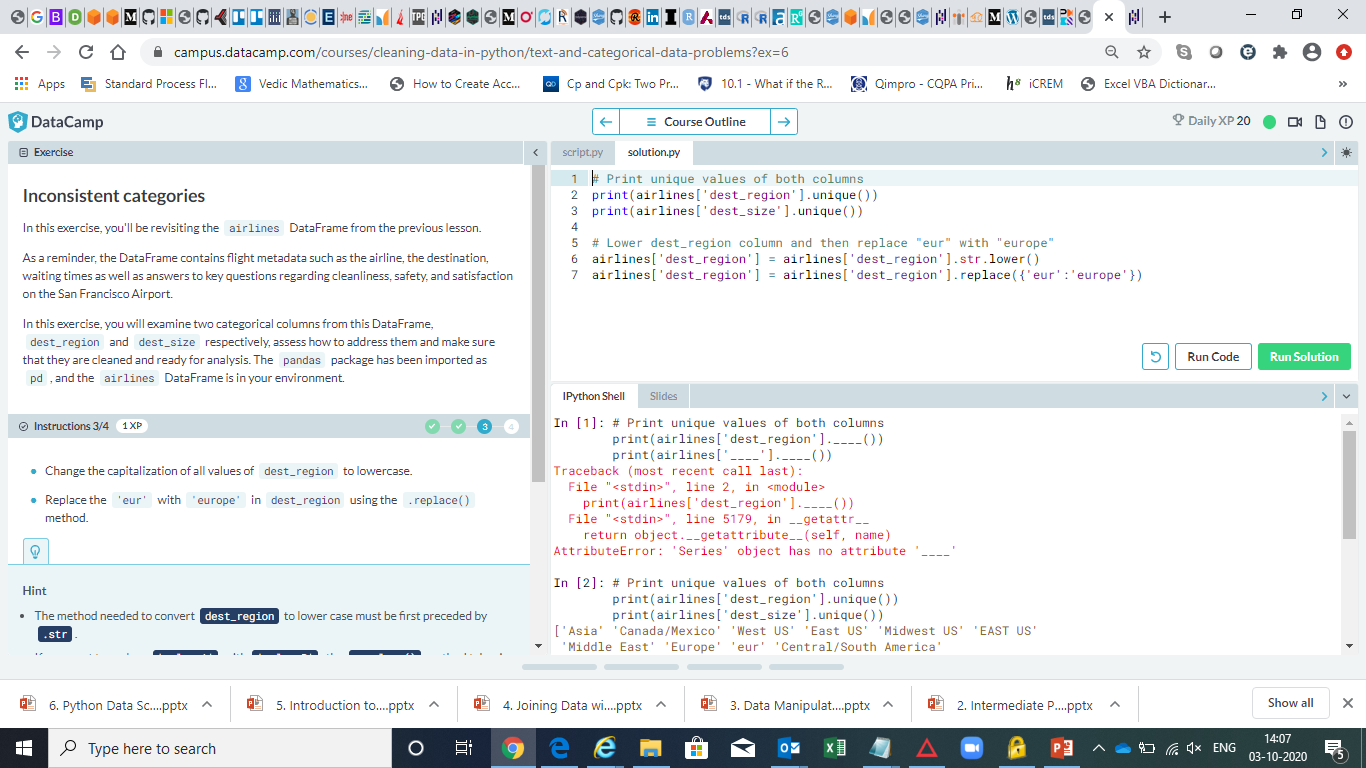 campus.datacamp.com/courses/cleaning-data-in-python/text-and-categorical-data-problems?ex=6
Apps Standard Process Fl... Vedic Mathematics... How to Create Acc... Cp and Cpk: Two Pr... 10.1 - What if the R... Qimpro - CQPA Pri... iCREM Excel VBA Dictionar... »
DataCamp
Course Outline
Daily XP 20
Exercise
Inconsistent categories
In this exercise, you'll be revisiting the airlines DataFrame from the previous lesson.
As a reminder, the DataFrame contains flight metadata such as the airline, the destination,
waiting times as well as answers to key questions regarding cleanliness, safety, and satisfaction
on the San Francisco Airport.
In this exercise, you will examine two categorical columns from this DataFrame,
dest_region and dest_size respectively, assess how to address them and make sure
that they are cleaned and ready for analysis. The pandas package has been imported as
pd , and the airlines DataFrame is in your environment.
Instructions 3/4 1 XP
3 4
Change the capitalization of all values of dest_region to lowercase.
Replace the 'eur' with 'europe' in dest_region using the .replace()
method.
Hint
The method needed to convert dest_region to lower case must be first preceded by
.str .
script.py solution.py
1 # Print unique values of both columns
2 print(airlines['dest_region'].unique())
3 print(airlines['dest_size'].unique())
4
5 # Lower dest_region column and then replace "eur" with "europe"
6 airlines['dest_region'] = airlines['dest_region'].str.lower()
7 airlines['dest_region'] = airlines['dest_region'].replace({'eur':'europe'})
Run Code Run Solution
IPython Shell Slides
In [1]: # Print unique values of both columns
print(airlines['dest_region'].____())
print(airlines['____'].____())
Traceback (most recent call last):
File "<stdin>", line 2, in <module>
print(airlines['dest_region'].____())
File "<stdin>", line 5179, in __getattr__
return object.__getattribute__(self, name)
AttributeError: 'Series' object has no attribute '____'
In [2]: # Print unique values of both columns
print(airlines['dest_region'].unique())
print(airlines['dest_size'].unique())
['Asia' 'Canada/Mexico' 'West US' 'East US' 'Midwest US' 'EAST US'
'Middle East' 'Europe' 'eur' 'Central/South America'
6. Python Data Sc....pptx 5. Introduction to....pptx 4. Joining Data wi....pptx 3. Data Manipulat....pptx 2. Intermediate P....pptx Show all
Type here to search
ENG
14:07
03-10-2020
5